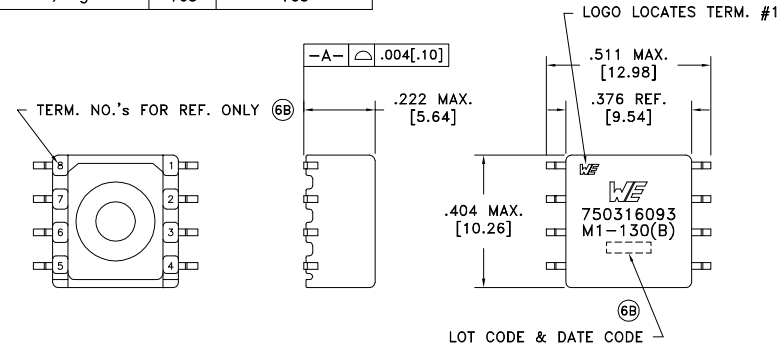 LOGO LOCATES TERM. #1
-A- ⌓ .004[.10]
.511 MAX.
[12.98]
TERM. NO.'s FOR REF. ONLY 6B
.222 MAX.
[5.64]
.376 REF.
[9.54]
8 1
7 2
6 3
5 4
WE
WE
750316093
M1-130(B)
.404 MAX.
[10.26]
6B
LOT CODE & DATE CODE